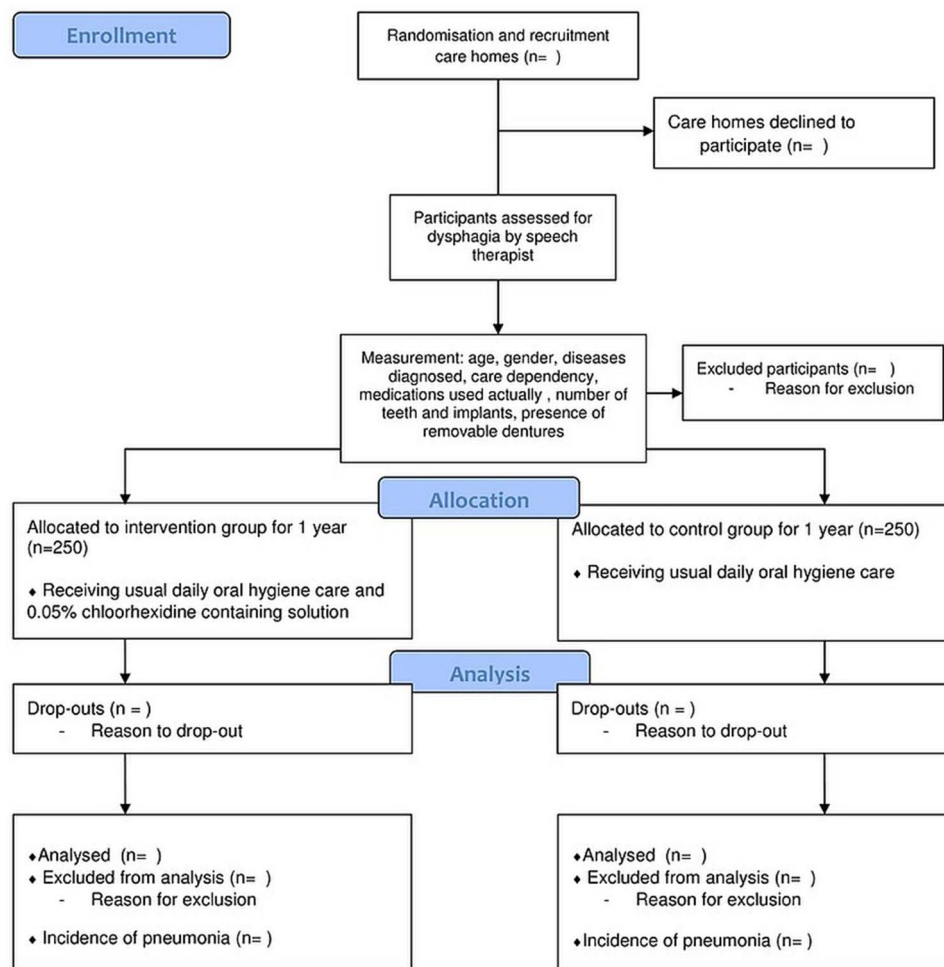 Enrollment
Randomisation and recruitment
care homes (n=  )
Care homes declined to
participate (n=  )
Participants assessed for
dysphagia by speech
therapist
Measurement: age, gender, diseases
diagnosed, care dependency,
medications used actually , number of
teeth and implants, presence of
removable dentures
Excluded participants (n=  )
-    Reason for exclusion
Allocation
Allocated to intervention group for 1 year
(n=250)
♦ Receiving usual daily oral hygiene care and
0.05% chloorhexidine containing solution
Allocated to control group for 1 year (n=250)
♦ Receiving usual daily oral hygiene care
Analysis
Drop-outs (n = )
-    Reason to drop-out
Drop-outs (n = )
-    Reason to drop-out
♦Analysed  (n=  )
♦ Excluded from analysis (n=  )
-    Reason for exclusion
♦ Incidence of pneumonia (n= )
♦Analysed  (n=  )
♦ Excluded from analysis (n=  )
-    Reason for exclusion
♦Incidence of pneumonia (n= )